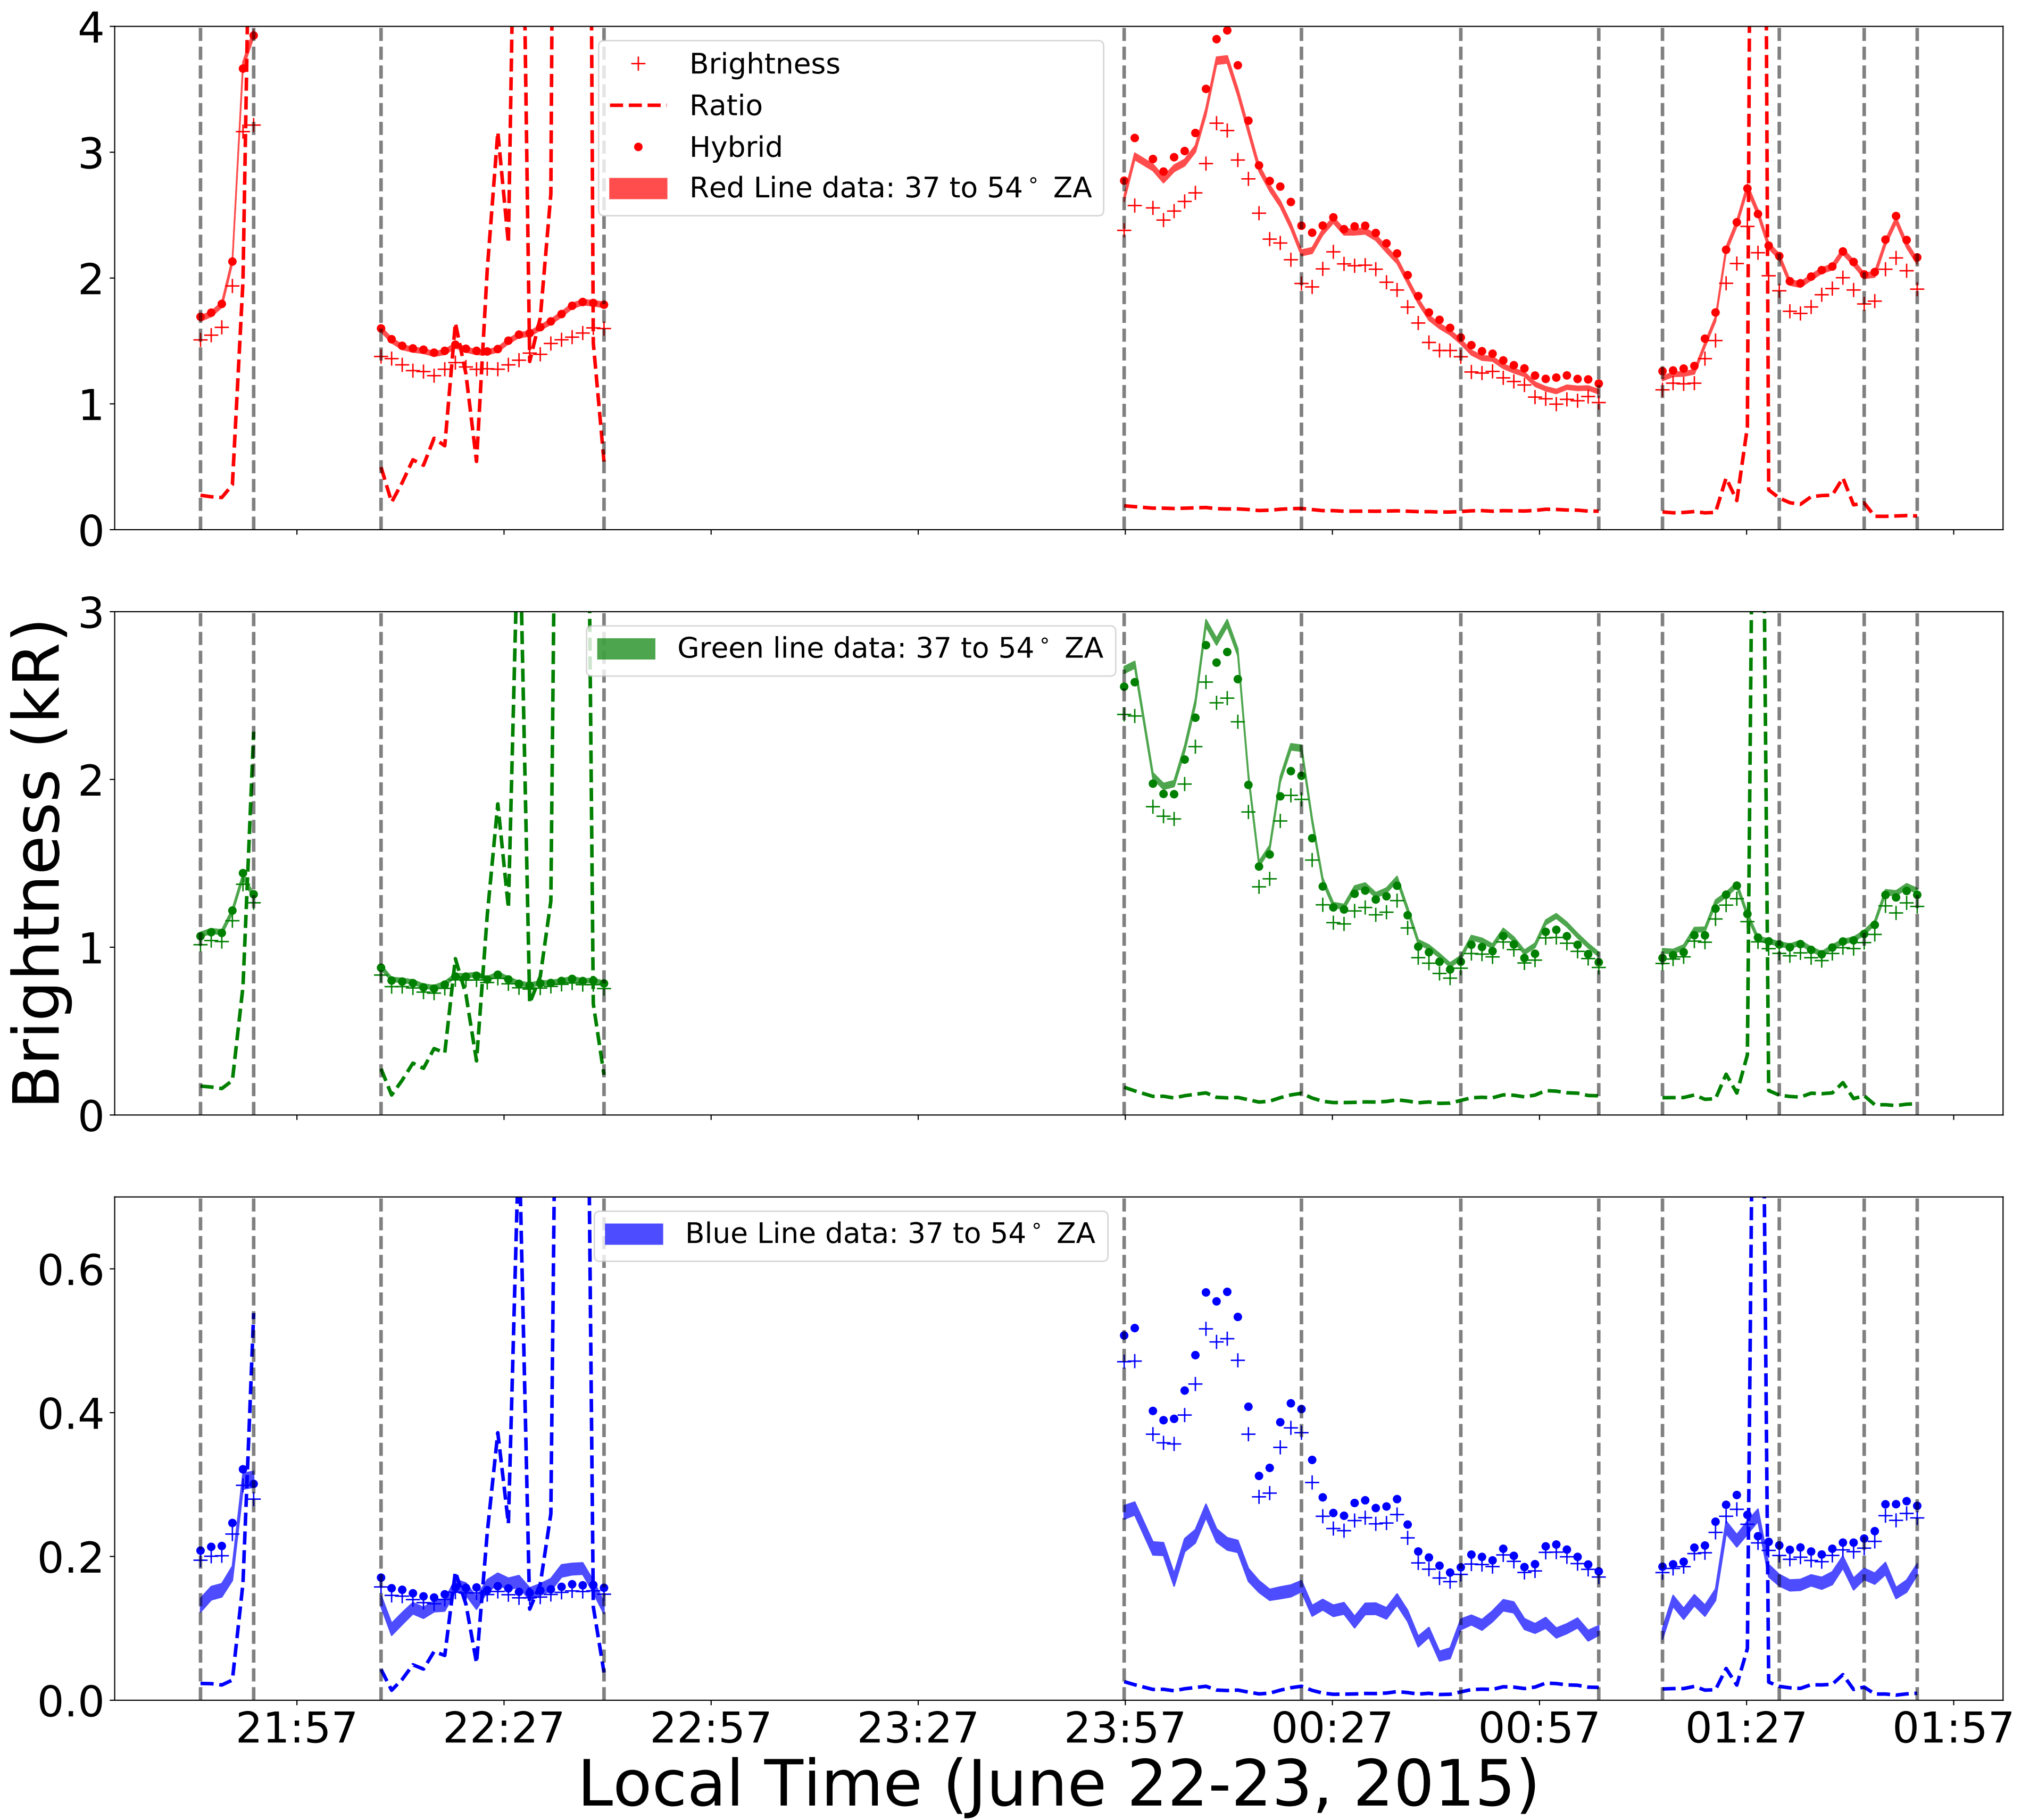 4
3
2
1
0
Brightness
Ratio
Hybrid
Red Line data: 37 to 54° ZA
3
2
1
0
Green line data: 37 to 54° ZA
Brightness (kR)
0.6
0.4
0.2
0.0
Blue Line data: 37 to 54° ZA
21:57 22:27 22:57 23:27 23:57 00:27 00:57 01:27 01:57
Local Time (June 22-23, 2015)